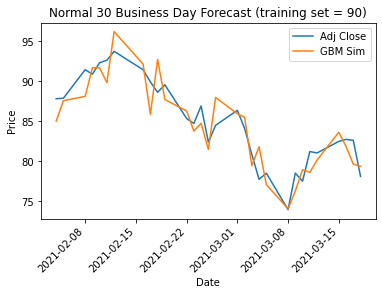 Normal 30 Business Day Forecast (training set = 90)
Adj Close
GBM Sim
Price
95
90
85
80
75
2021-02-08
2021-02-15
2021-02-22
2021-03-01
2021-03-08
2021-03-15
Date